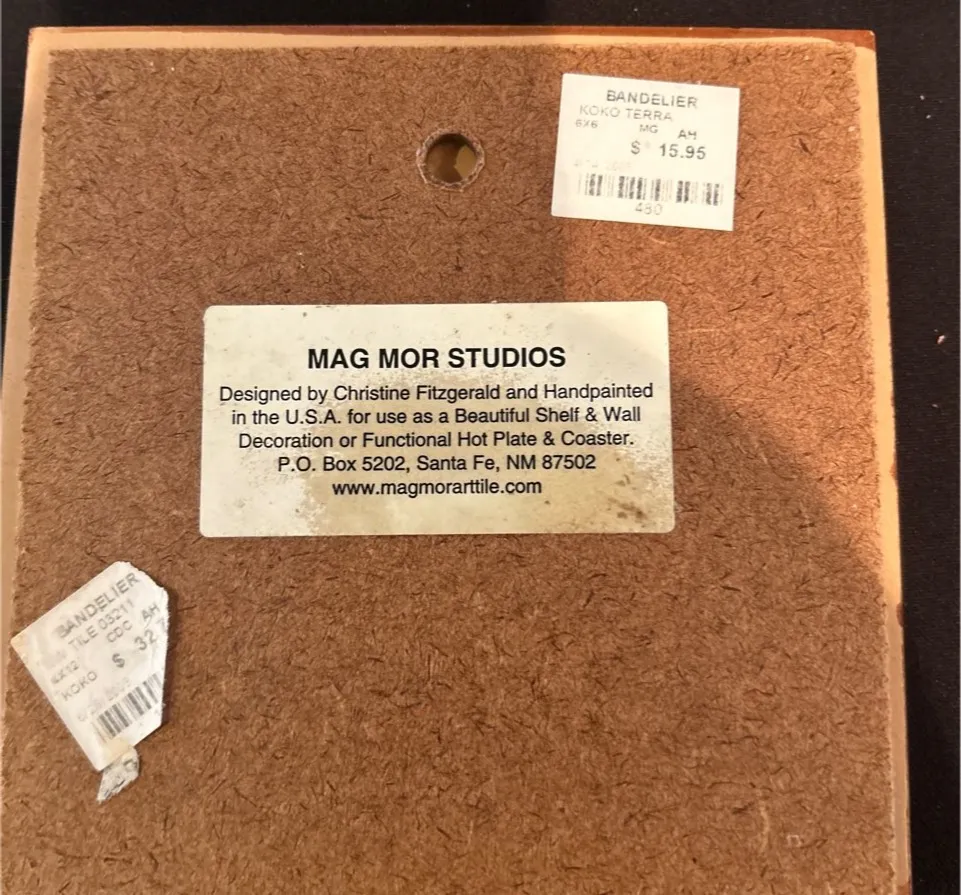 BANDELIER
KOKO TERRA
6X6 MG AH
$ 15.95
480
MAG MOR STUDIOS
Designed by Christine Fitzgerald and Handpainted
in the U.S.A. for use as a Beautiful Shelf & Wall
Decoration or Functional Hot Plate & Coaster.
P.O. Box 5202, Santa Fe, NM 87502
www.magmorarttile.com
BANDELIER
TILE 03211
CDC AH
$ 32
KOKO